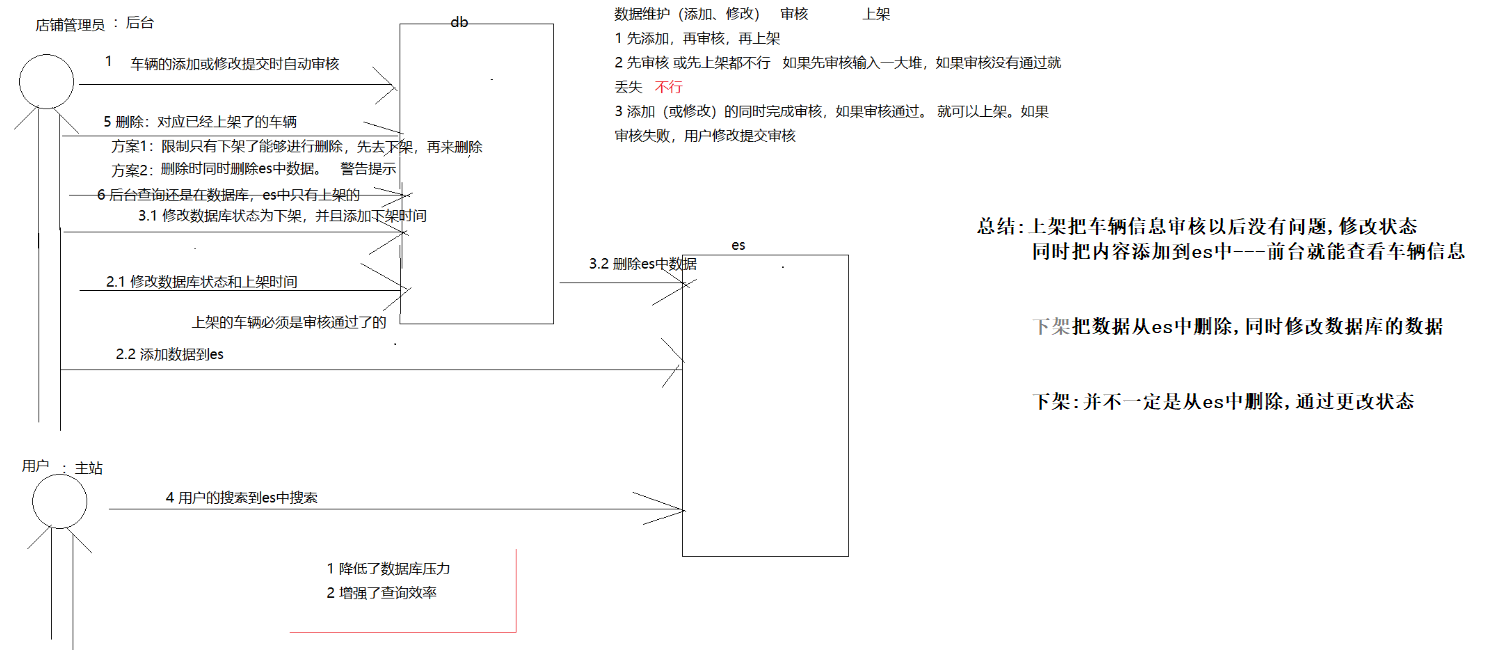 店铺管理员 : 后台
db
数据维护（添加、修改） 审核 上架
1 先添加，再审核，再上架
2 先审核 或先上架都不行 如果先审核输入一大堆，如果审核没有通过就
丢失 不行
3 添加（或修改）的同时完成审核，如果审核通过。 就可以上架。如果
审核失败，用户修改提交审核
1 车辆的添加或修改提交时自动审核
5 删除：对应已经上架了的车辆
方案1：限制只有下架了能够进行删除，先去下架，再来删除
方案2：删除时同时删除es中数据。 警告提示
6 后台查询还是在数据库，es中只有上架的
3.1 修改数据库状态为下架，并且添加下架时间
es
3.2 删除es中数据
2.1 修改数据库状态和上架时间
上架的车辆必须是审核通过了的
2.2 添加数据到es
总结:上架把车辆信息审核以后没有问题,修改状态
同时把内容添加到es中---前台就能查看车辆信息
下架把数据从es中删除,同时修改数据库的数据
下架:并不一定是从es中删除,通过更改状态
用户 : 主站
4 用户的搜索到es中搜索
1 降低了数据库压力
2 增强了查询效率